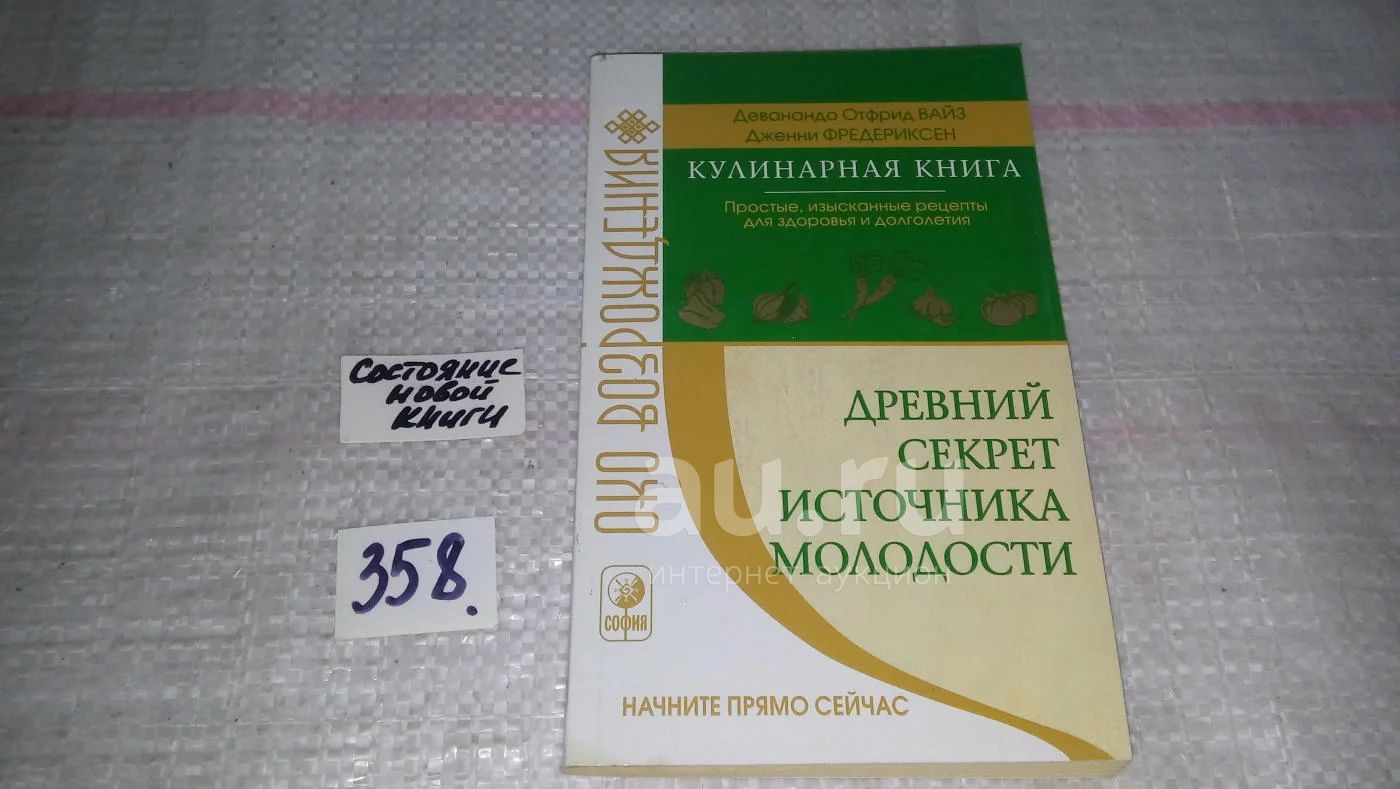 Деванандо Отфрид ВАЙЗ
Дженни ФРЕДЕРИКСЕН
КУЛИНАРНАЯ КНИГА
Простые, изысканные рецепты
для здоровья и долголетия
ОКО ВОЗРОЖДЕНИЯ
ДРЕВНИЙ
СЕКРЕТ
ИСТОЧНИКА
МОЛОДОСТИ
СОФИЯ
НАЧНИТЕ ПРЯМО СЕЙЧАС
Состояние
новой
книги
358.
au.ru
интернет аукцион